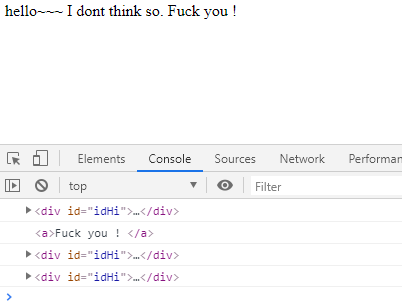 hello~~~ I dont think so. Fuck you !
Elements Console Sources Network Performan
top ▼ Filter
▶<div id="idHi">…</div>
<a>Fuck you ! </a>
▶<div id="idHi">…</div>
▶<div id="idHi">…</div>
>